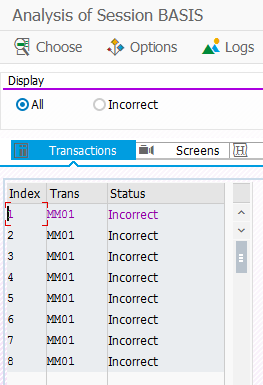 Analysis of Session BASIS
Choose Options Logs
Display
All Incorrect
Transactions Screens
Index Trans Status
1 MM01 Incorrect
2 MM01 Incorrect
3 MM01 Incorrect
4 MM01 Incorrect
5 MM01 Incorrect
6 MM01 Incorrect
7 MM01 Incorrect
8 MM01 Incorrect